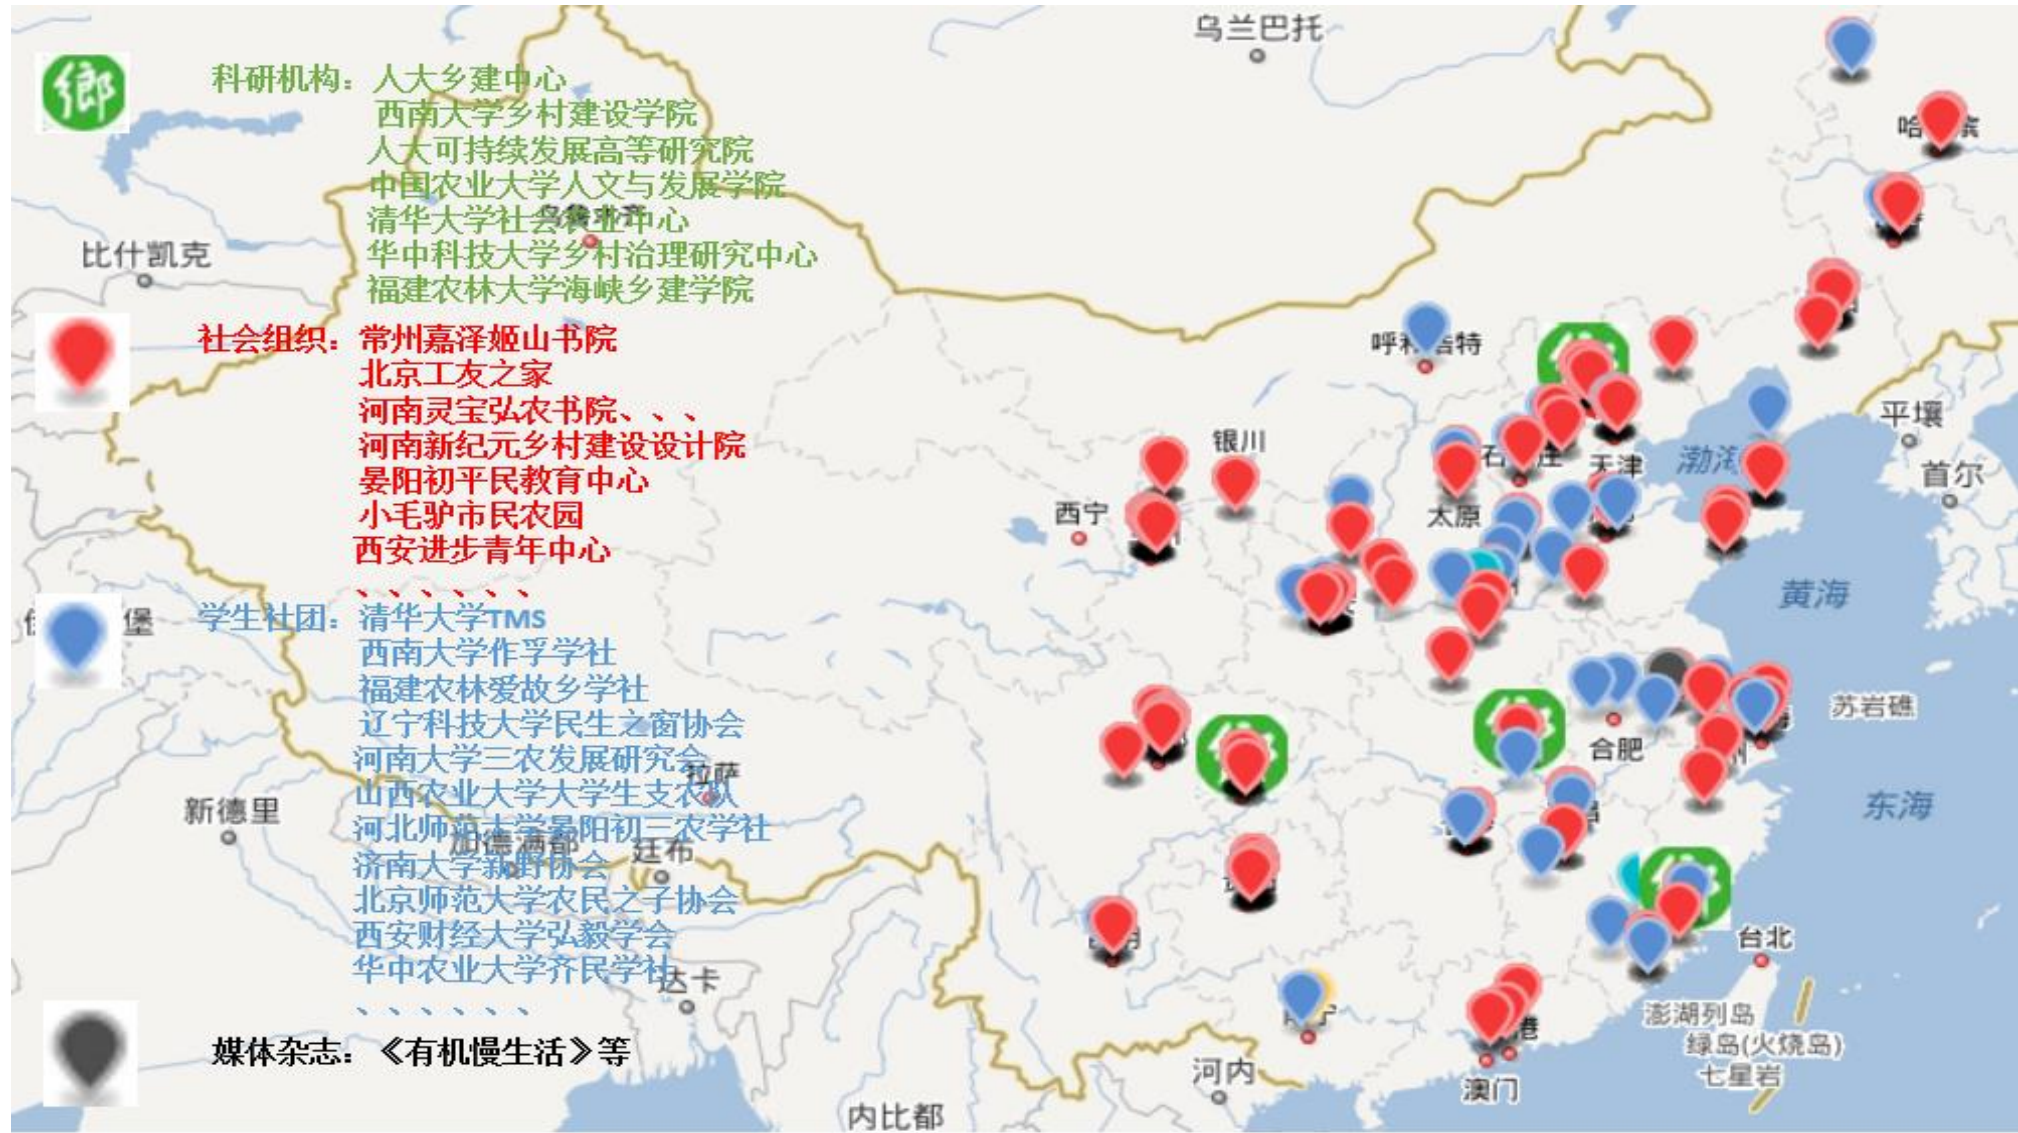 鄉
科研机构：人大乡建中心
西南大学乡村建设学院
人大可持续发展高等研究院
中国农业大学人文与发展学院
清华大学社会农业中心
华中科技大学乡村治理研究中心
福建农林大学海峡乡建学院
社会组织：常州嘉泽姬山书院
北京工友之家
河南灵宝弘农书院、、、
河南新纪元乡村建设设计院
晏阳初平民教育中心
小毛驴市民农园
西安进步青年中心
、、、、、、
学生社团：清华大学TMS
西南大学作孚学社
福建农林爱故乡学社
辽宁科技大学民生之窗协会
河南大学三农发展研究会
山西农业大学大学生支农队
河北师范大学晏阳初三农学社
济南大学新野协会
北京师范大学农民之子协会
西安财经大学弘毅学会
华中农业大学齐民学社
、、、、、、
媒体杂志：《有机慢生活》等
乌兰巴托
比什凯克
堡
新德里
加德满都
廷布
拉萨
达卡
内比都
河内
西宁
银川
太原
天津
渤海
平壤
首尔
黄海
苏岩礁
合肥
东海
台北
澎湖列岛
绿岛(火烧岛)
七星岩
港
澳门